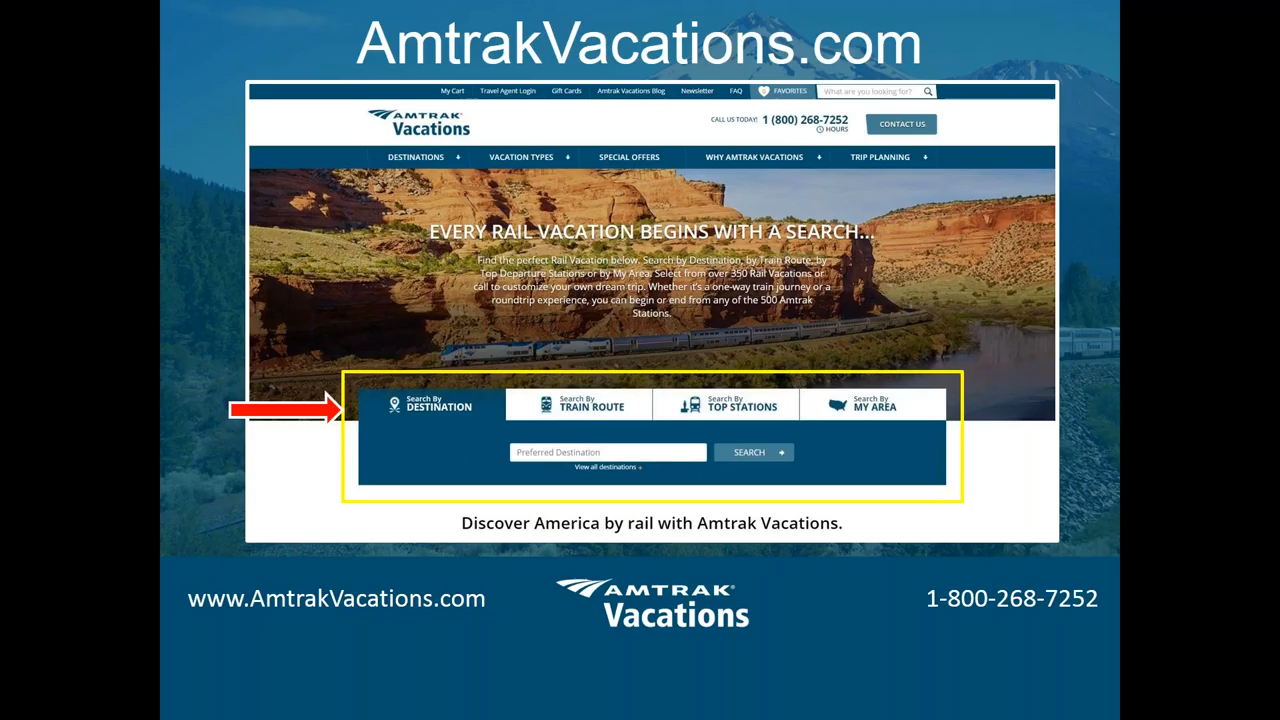 AmtrakVacations.com
My Cart Travel Agent Login Gift Cards Amtrak Vacations Blog Newsletter FAQ FAVORITES What are you looking for?
AMTRAK
Vacations
CALL US TODAY! 1 (800) 268-7252
HOURS
CONTACT US
DESTINATIONS VACATION TYPES SPECIAL OFFERS WHY AMTRAK VACATIONS TRIP PLANNING
EVERY RAIL VACATION BEGINS WITH A SEARCH...
Find the perfect Rail Vacation below. Search by Destination, by Train Route, by
Top Departure Stations or by My Area. Select from over 350 Rail Vacations or
call to customize your own dream trip. Whether it's a one-way train journey or a
roundtrip experience, you can begin or end from any of the 500 Amtrak
Stations.
Search By
DESTINATION
Search By
TRAIN ROUTE
Search By
TOP STATIONS
Search By
MY AREA
Preferred Destination
SEARCH
View all destinations
Discover America by rail with Amtrak Vacations.
www.AmtrakVacations.com
AMTRAK
Vacations
1-800-268-7252